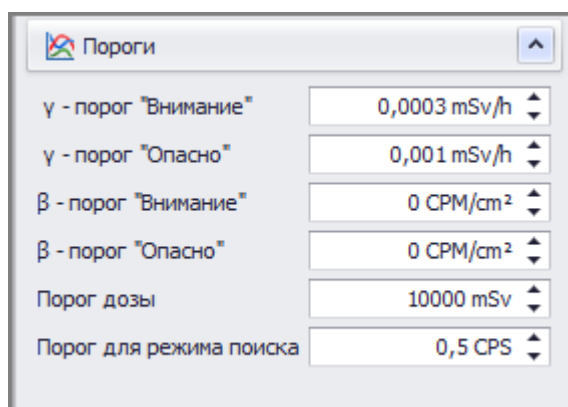 Пороги
γ - порог "Внимание" 0,0003 mSv/h
γ - порог "Опасно" 0,001 mSv/h
β - порог "Внимание" 0 CPM/cm²
β - порог "Опасно" 0 CPM/cm²
Порог дозы 10000 mSv
Порог для режима поиска 0,5 CPS